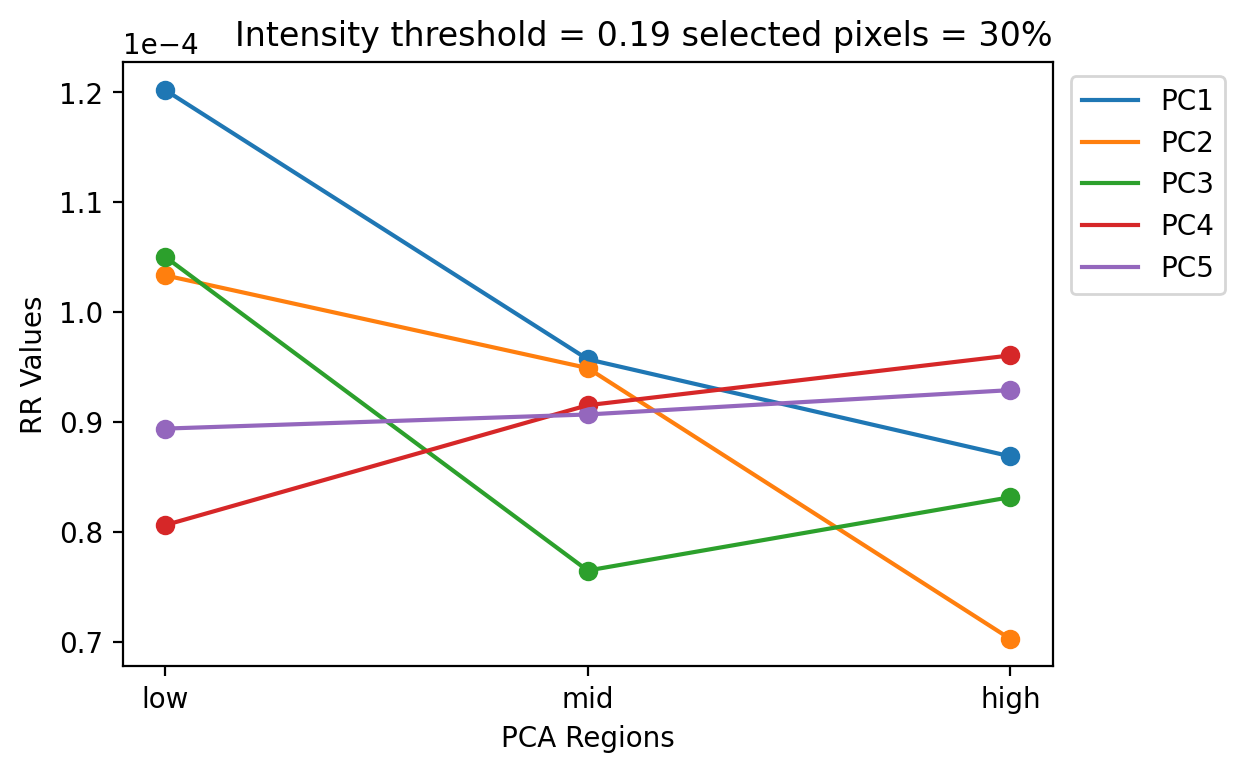 Intensity threshold = 0.19 selected pixels = 30%
1e−4
1.2
1.1
1.0
0.9
0.8
0.7
RR Values
low
mid
high
PCA Regions
PC1
PC2
PC3
PC4
PC5